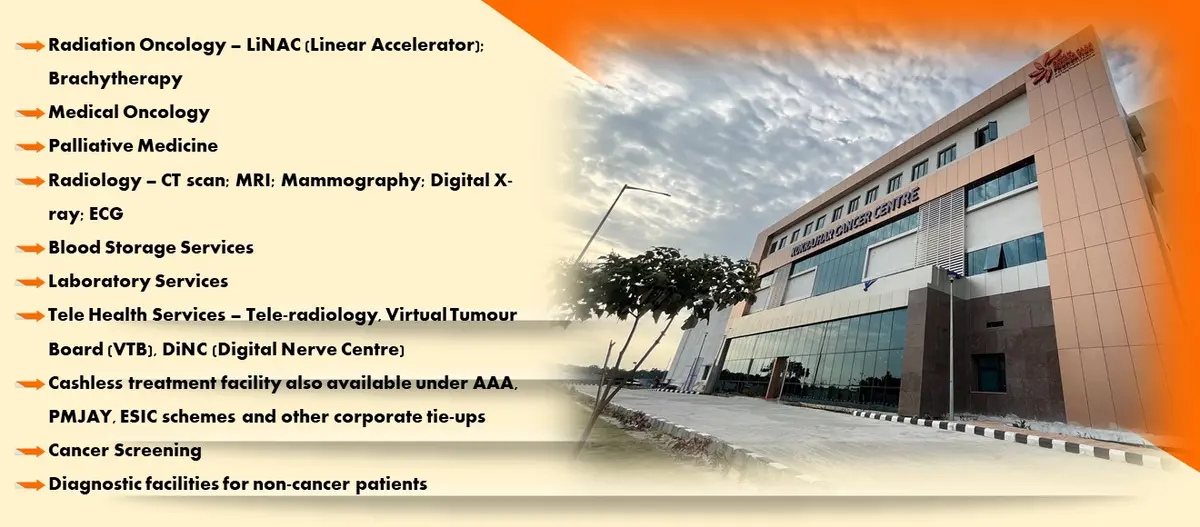 Radiation Oncology – LiNAC (Linear Accelerator);
Brachytherapy
Medical Oncology
Palliative Medicine
Radiology – CT scan; MRI; Mammography; Digital X-
ray; ECG
Blood Storage Services
Laboratory Services
Tele Health Services – Tele-radiology, Virtual Tumour
Board (VTB), DiNC (Digital Nerve Centre)
Cashless treatment facility also available under AAA,
PMJAY, ESIC schemes and other corporate tie-ups
Cancer Screening
Diagnostic facilities for non-cancer patients
CANCER CENTRE